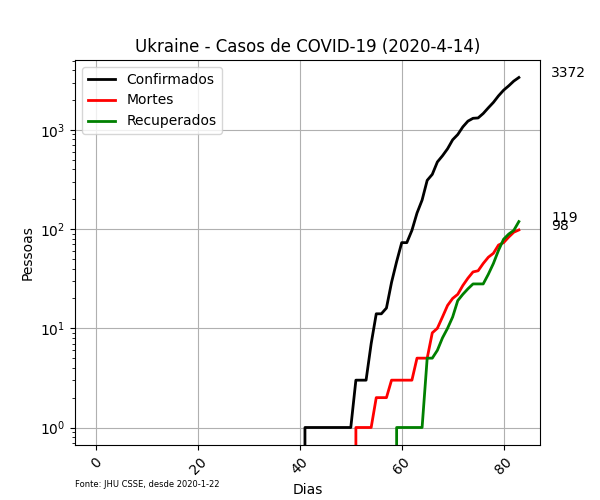 Ukraine - Casos de COVID-19 (2020-4-14)
Confirmados
Mortes
Recuperados
3372
119
98
10³
10²
10¹
10⁰
Pessoas
0 20 40 60 80
Dias
Fonte: JHU CSSE, desde 2020-1-22